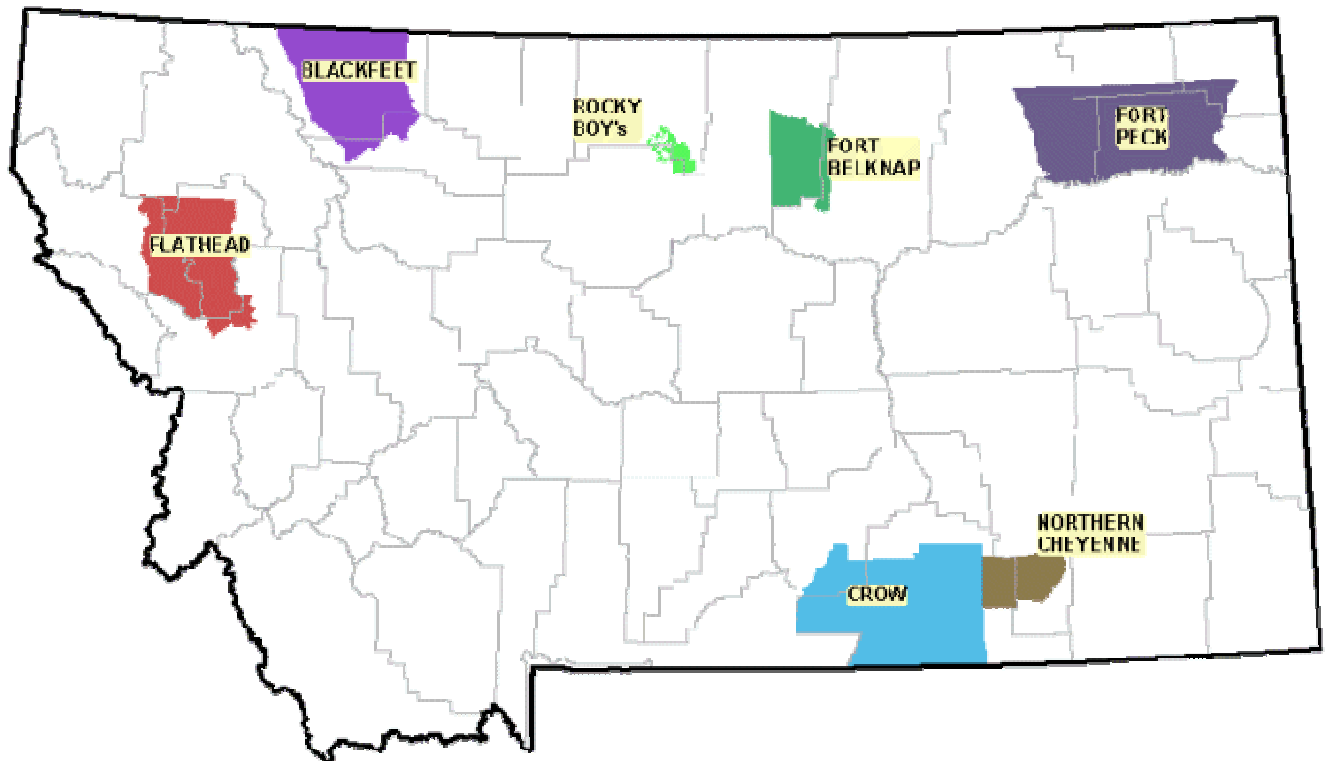 BLACKFEET
ROCKY
BOY's
FORT
PECK
FORT
BELKNAP
FLATHEAD
NORTHERN
CHEYENNE
CROW